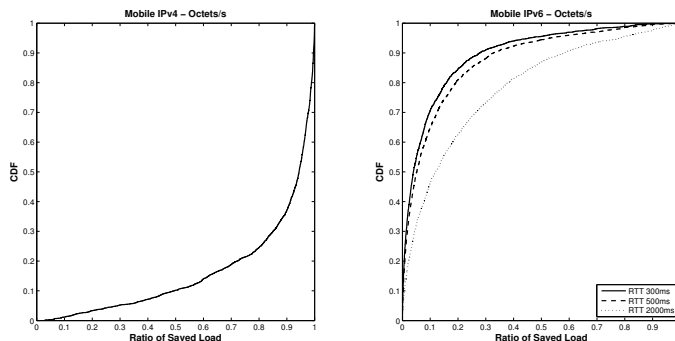 Mobile IPv4 – Octets/s
1
0.9
0.8
0.7
0.6
0.5
0.4
0.3
0.2
0.1
0
CDF
0 0.1 0.2 0.3 0.4 0.5 0.6 0.7 0.8 0.9 1
Ratio of Saved Load
Mobile IPv6 – Octets/s
1
0.9
0.8
0.7
0.6
0.5
0.4
0.3
0.2
0.1
0
CDF
RTT 300ms
RTT 500ms
RTT 2000ms
0 0.1 0.2 0.3 0.4 0.5 0.6 0.7 0.8 0.9
Ratio of Saved Load